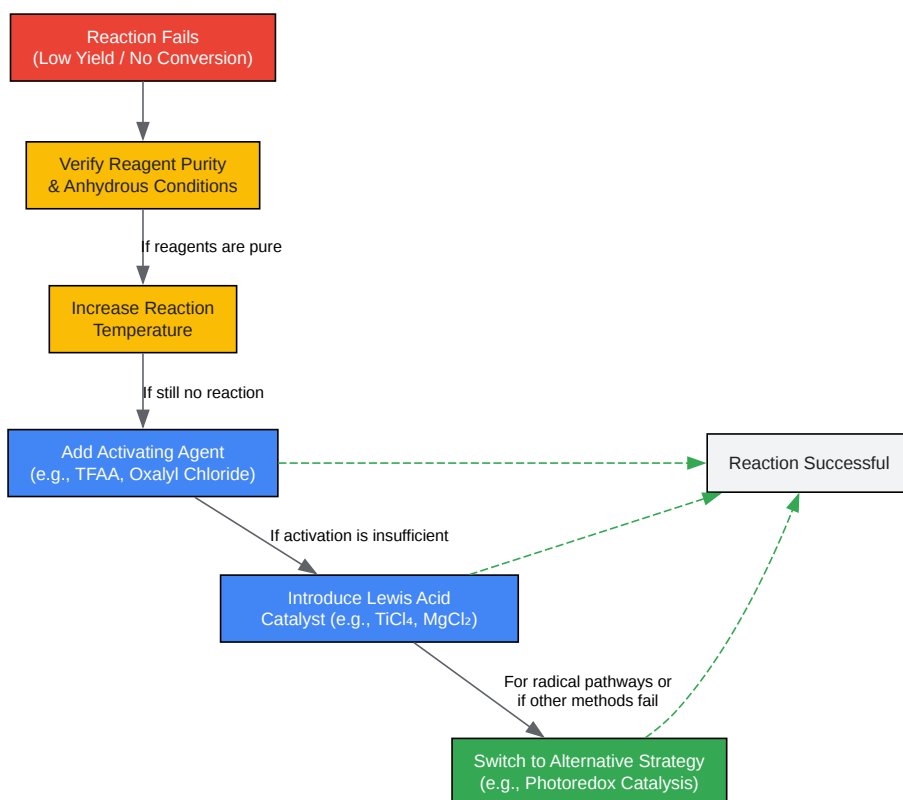 Reaction Fails
(Low Yield / No Conversion)
Verify Reagent Purity
& Anhydrous Conditions
If reagents are pure
Increase Reaction
Temperature
If still no reaction
Add Activating Agent
(e.g., TFAA, Oxalyl Chloride)
Reaction Successful
If activation is insufficient
Introduce Lewis Acid
Catalyst (e.g., TiCl₄, MgCl₂)
For radical pathways or
if other methods fail
Switch to Alternative Strategy
(e.g., Photoredox Catalysis)